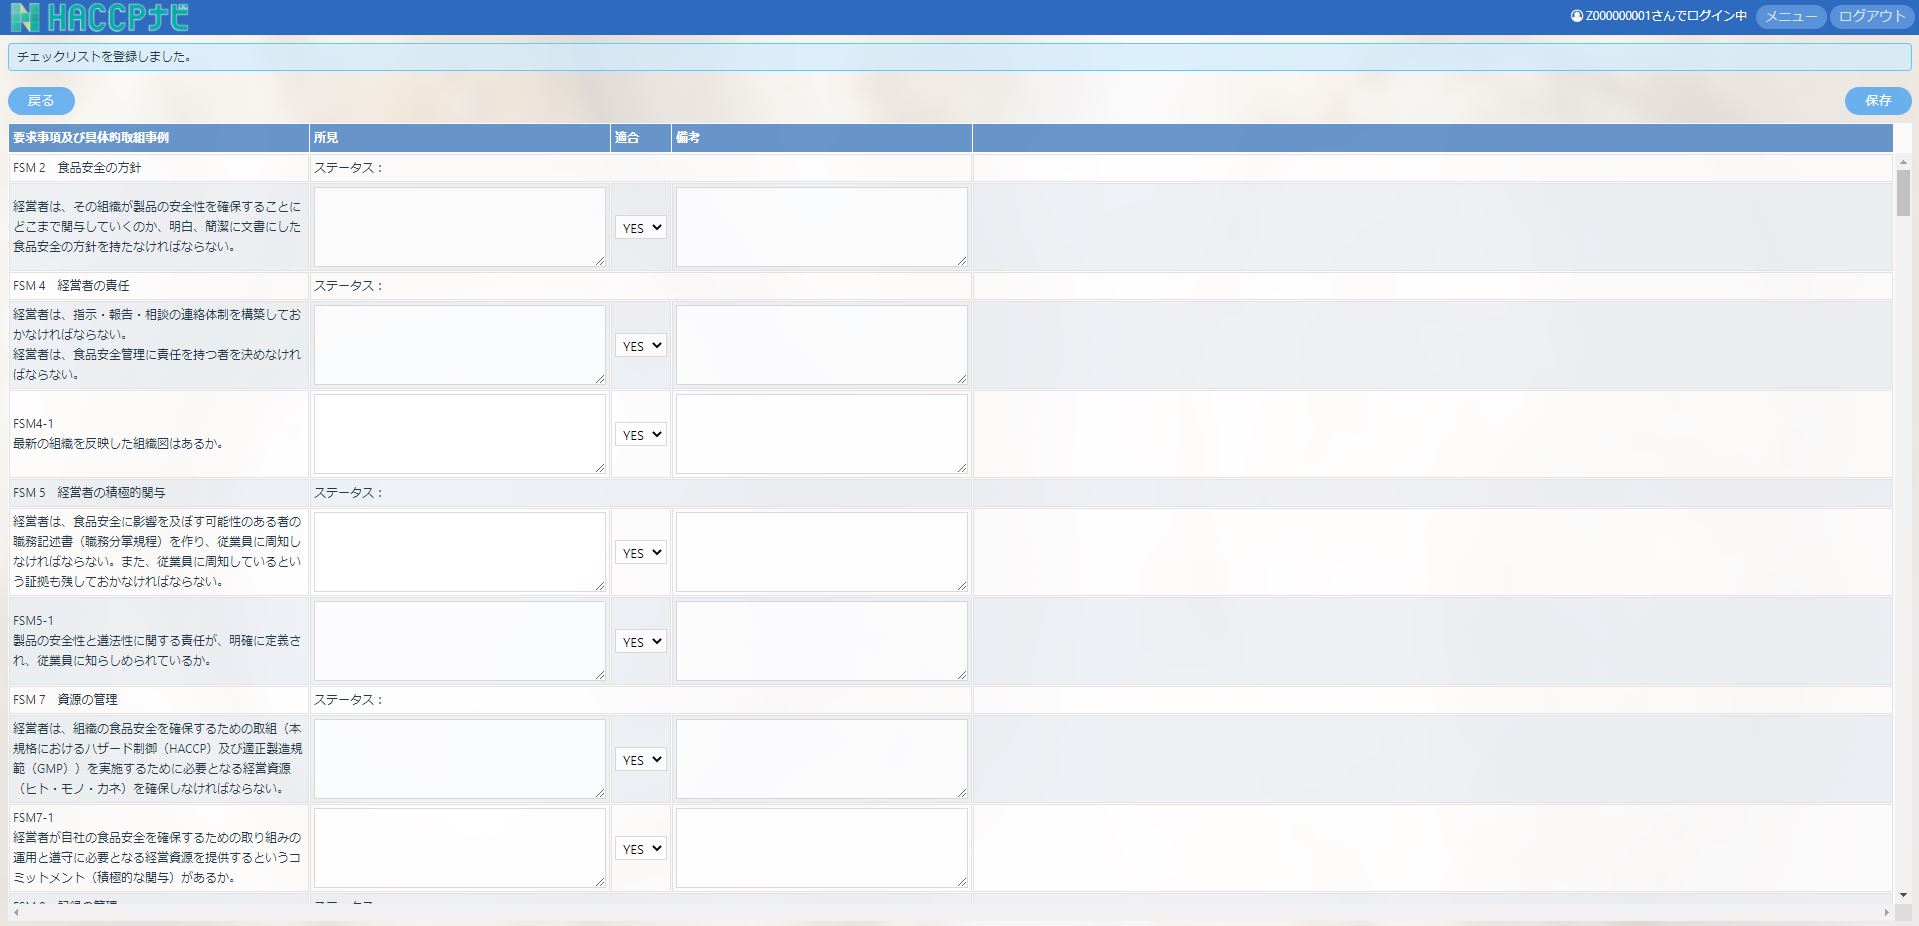 HACCPナビ
Z000000001さんでログイン中 メニュー ログアウト
チェックリストを登録しました。
戻る 保存
要求事項及び具体的取組事例 所見 適合 備考
FSM 2　食品安全の方針 ステータス：
経営者は、その組織が製品の安全性を確保することに
どこまで関与していくのか、明白、簡潔に文書にした
食品安全の方針を持たなければならない。
YES
FSM 4　経営者の責任 ステータス：
経営者は、指示・報告・相談の連絡体制を構築してお
かなければならない。
経営者は、食品安全管理に責任を持つ者を決めなけれ
ばならない。
YES
FSM4-1
最新の組織を反映した組織図はあるか。
YES
FSM 5　経営者の積極的関与 ステータス：
経営者は、食品安全に影響を及ぼす可能性のある者の
職務記述書（職務分掌規程）を作り、従業員に周知し
なければならない。また、従業員に周知しているとい
う証拠も残しておかなければならない。
YES
FSM5-1
製品の安全性と遵法性に関する責任が、明確に定義さ
れ、従業員に知らしめられているか。
YES
FSM 7　資源の管理 ステータス：
経営者は、組織の食品安全を確保するための取組（本
規格におけるハザード制御（HACCP）及び適正製造規
範（GMP））を実施するために必要となる経営資源
（ヒト・モノ・カネ）を確保しなければならない。
YES
FSM7-1
経営者が自社の食品安全を確保するための取り組みの
運用と遵守に必要となる経営資源を提供するというコ
ミットメント（積極的な関与）があるか。
YES